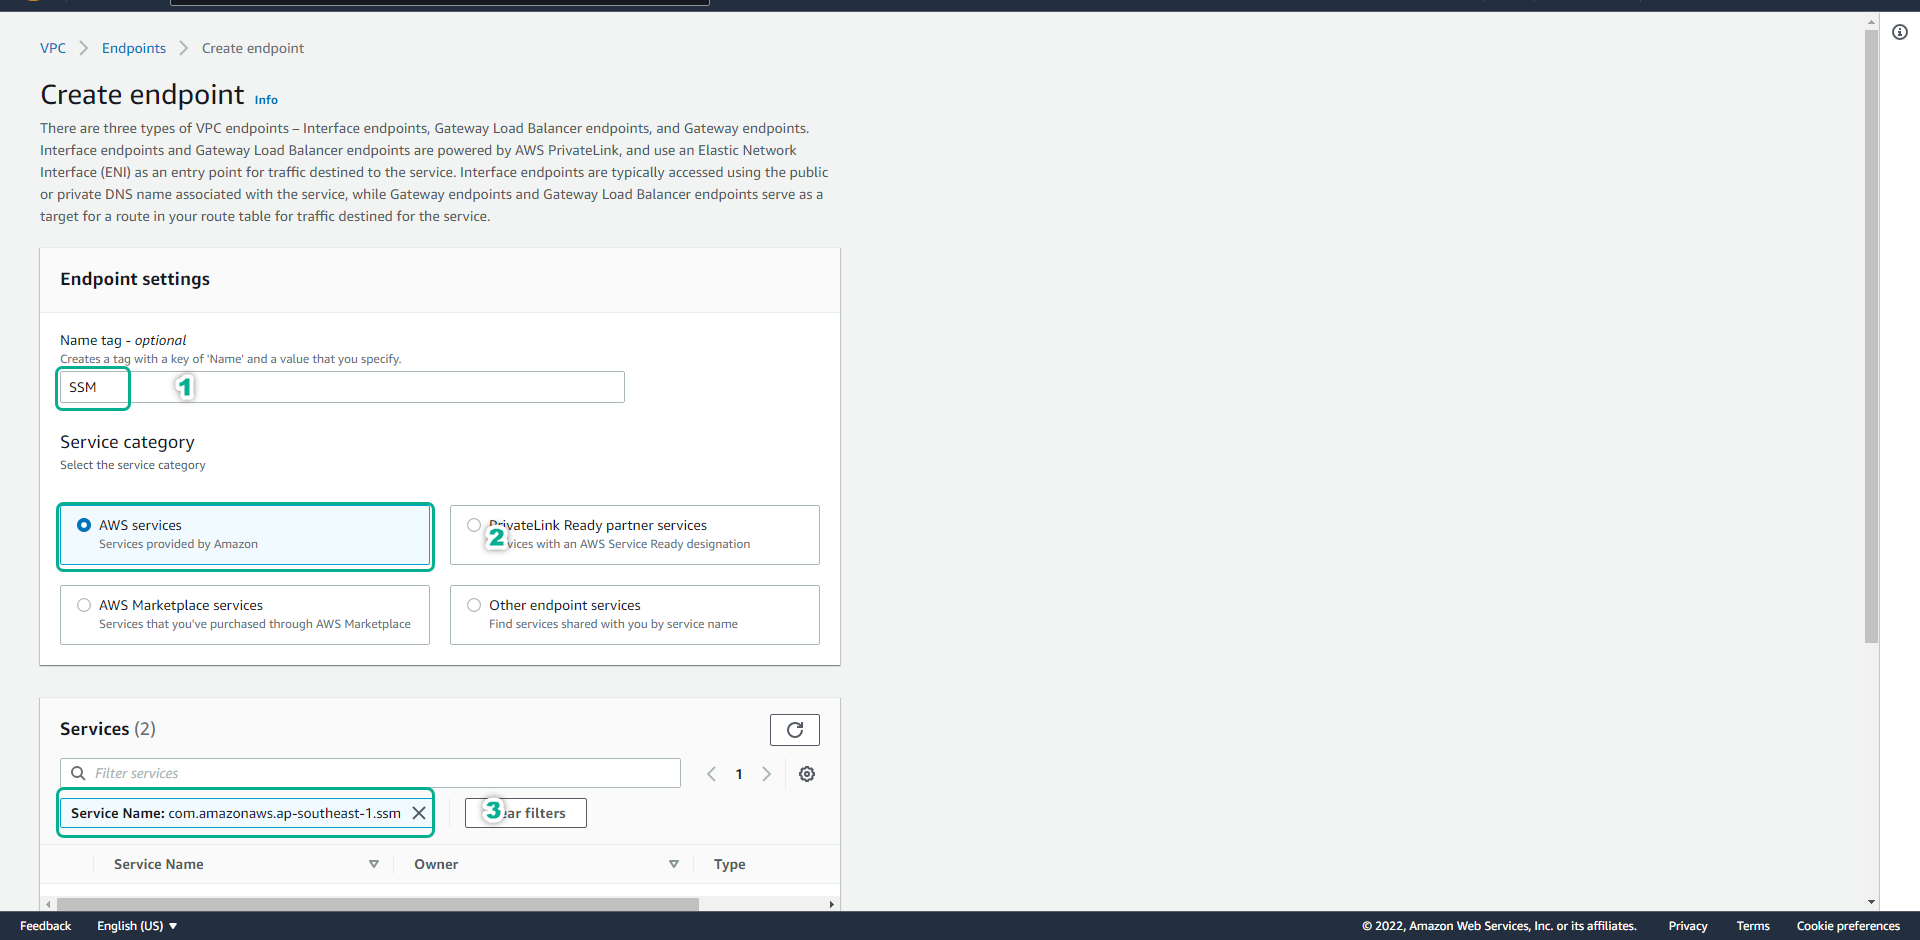 VPC > Endpoints > Create endpoint
Create endpoint Info
There are three types of VPC endpoints – Interface endpoints, Gateway Load Balancer endpoints, and Gateway endpoints.
Interface endpoints and Gateway Load Balancer endpoints are powered by AWS PrivateLink, and use an Elastic Network
Interface (ENI) as an entry point for traffic destined to the service. Interface endpoints are typically accessed using the public
or private DNS name associated with the service, while Gateway endpoints and Gateway Load Balancer endpoints serve as a
target for a route in your route table for traffic destined for the service.
Endpoint settings
Name tag - optional
Creates a tag with a key of 'Name' and a value that you specify.
SSM 1
Service category
Select the service category
AWS services
Services provided by Amazon
PrivateLink Ready partner services
2 vices with an AWS Service Ready designation
AWS Marketplace services
Services that you've purchased through AWS Marketplace
Other endpoint services
Find services shared with you by service name
Services (2)
Filter services
1
Service Name: com.amazonaws.ap-southeast-1.ssm
3 ar filters
Service Name Owner Type
Feedback English (US) © 2022, Amazon Web Services, Inc. or its affiliates. Privacy Terms Cookie preferences